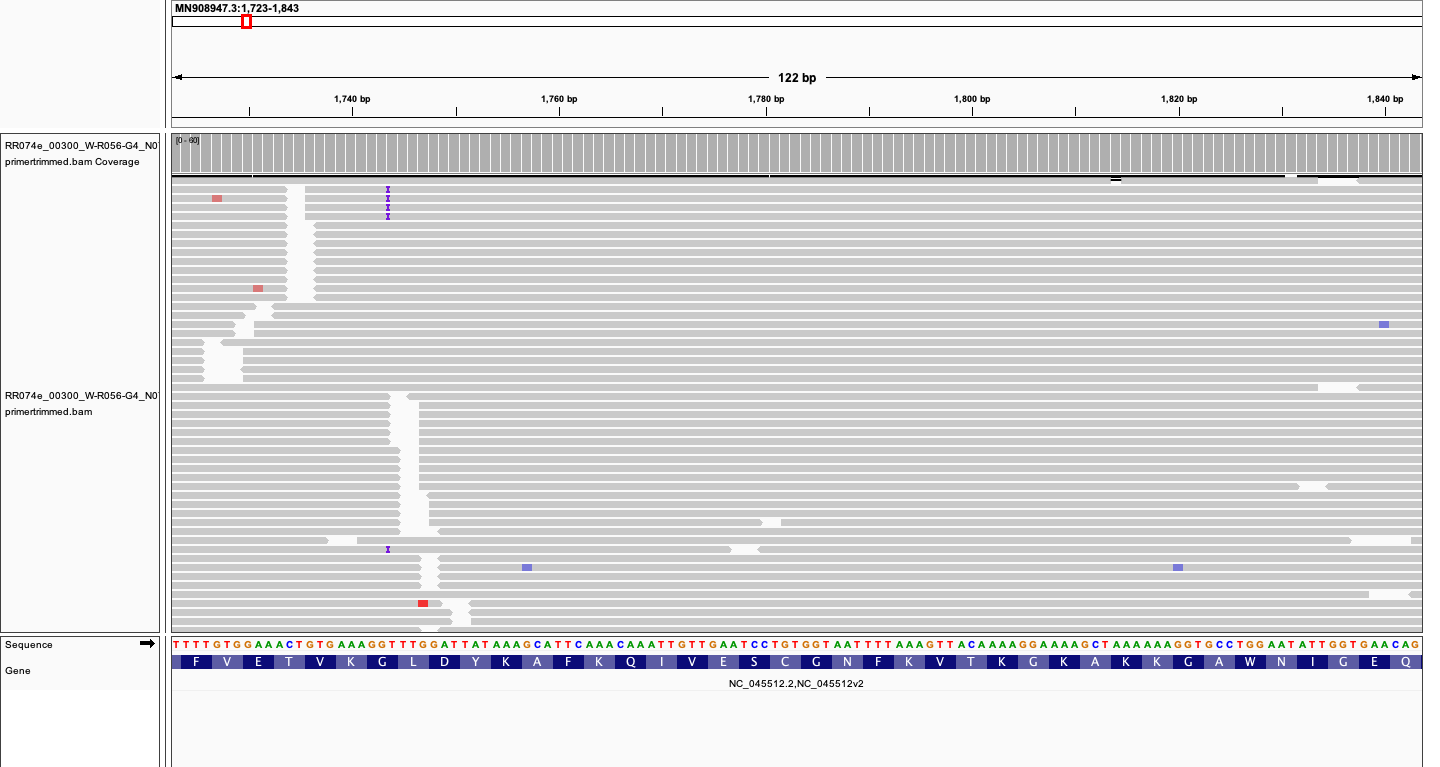 MN908947.3:1,723-1,843
122 bp
1,740 bp 1,760 bp 1,780 bp 1,800 bp 1,820 bp 1,840 bp
[0 - 60]
RR074e_00300_W-R056-G4_N0
primertrimmed.bam Coverage
RR074e_00300_W-R056-G4_N0
primertrimmed.bam
Sequence TTTTGTGGAAACTGTGAAAGGTTTGGATTATAAAGCATTCAAACAAATTGTTGAATCCTGTGGTAATTTTAAAGTTACAAAAGGAAAAGCTAAAAAAGGTGCCTGGAATATTGGTGAACAG
Gene F V E T V K G L D Y K A F K Q I V E S C G N F K V T K G K A K K G A W N I G E Q
NC_045512.2,NC_045512v2